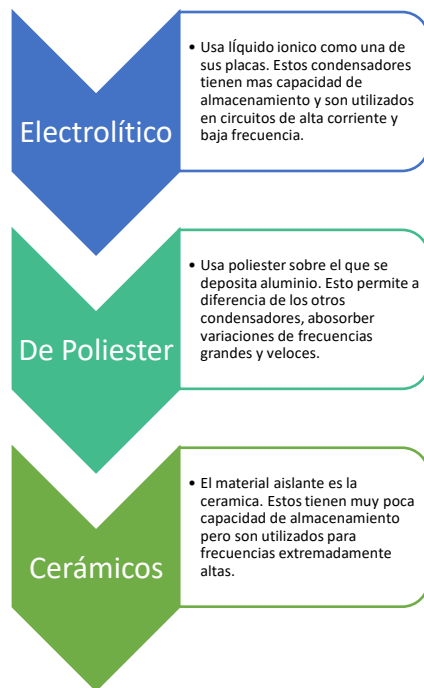 Electrolítico
• Usa lÍquido ionico como una de
sus placas. Estos condensadores
tienen mas capacidad de
almacenamiento y son utilizados
en circuitos de alta corriente y
baja frecuencia.
De Poliester
• Usa poliester sobre el que se
deposita aluminio. Esto permite a
diferencia de los otros
condensadores, abosorber
variaciones de frecuencias
grandes y veloces.
Cerámicos
• El material aislante es la
ceramica. Estos tienen muy poca
capacidad de almacenamiento
pero son utilizados para
frecuencias extremadamente
altas.